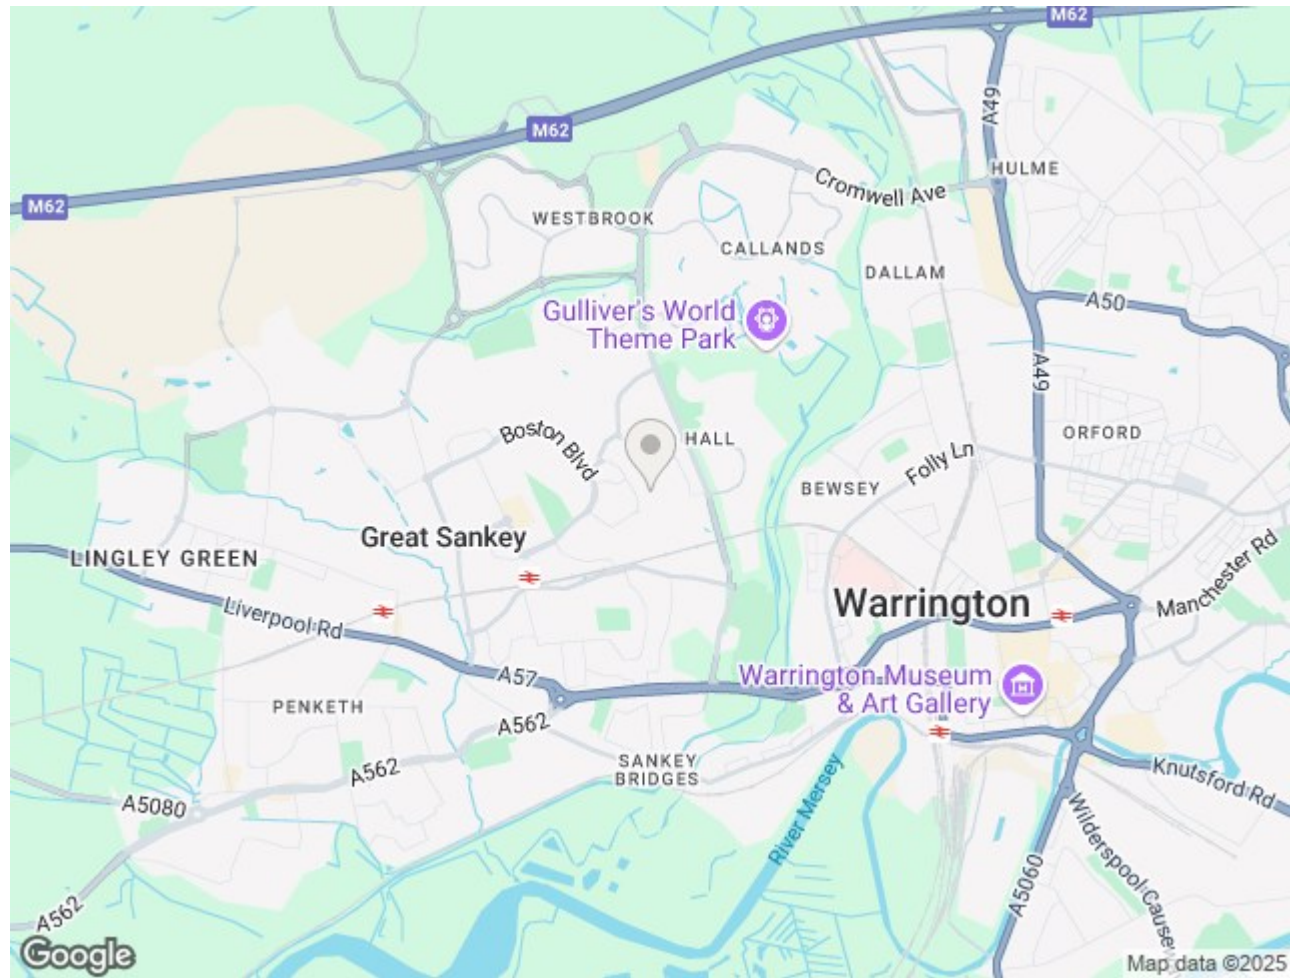 M62
M62
M62
A49
HULME
Cromwell Ave
WESTBROOK
CALLANDS
DALLAM
A50
Gulliver's World
Theme Park
A49
Boston Blvd
HALL
ORFORD
Folly Ln
BEWSEY
Great Sankey
LINGLEY GREEN
Manchester Rd
Warrington
Liverpool Rd
A57
Warrington Museum
& Art Gallery
PENKETH
A562
SANKEY
BRIDGES
A562
A5080
River Mersey
Knutsford Rd
Wilderspool Causew
A5060
A562
Google
Map data ©2025